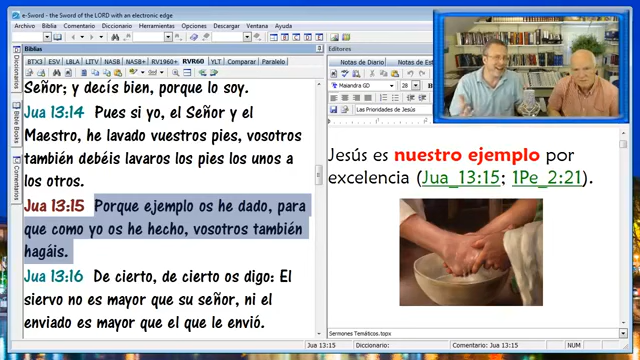 e-Sword - the Sword of the LORD with an electronic edge
Archivo Biblia Comentario Diccionario Editores Herramientas Opciones Descargar Ventana Ayuda
Biblias
BTX3 ESV LBLA LITV NASB NASB+ RV1960+ RVR60 YLT Comparar Paralelo
Diccionarios
Bible Books
Comentarios
Señor; y decís bien, porque lo soy.
Jua 13:14 Pues si yo, el Señor y el
Maestro, he lavado vuestros pies, vosotros
también debéis lavaros los pies los unos a
los otros.
Jua 13:15 Porque ejemplo os he dado, para
que como yo os he hecho, vosotros también
hagáis.
Jua 13:16 De cierto, de cierto os digo: El
siervo no es mayor que su señor, ni el
enviado es mayor que el que le envió.
Editores
Notas de Diario
Notas de Est
Maiandra GD 28
Las Prioridades de Jesús
Jesús es nuestro ejemplo por
excelencia (Jua_13:15; 1Pe_2:21).
Sermones Temáticos.topx
Jua 13:15 Diccionario: Comentario: Jua 13:15 NUM